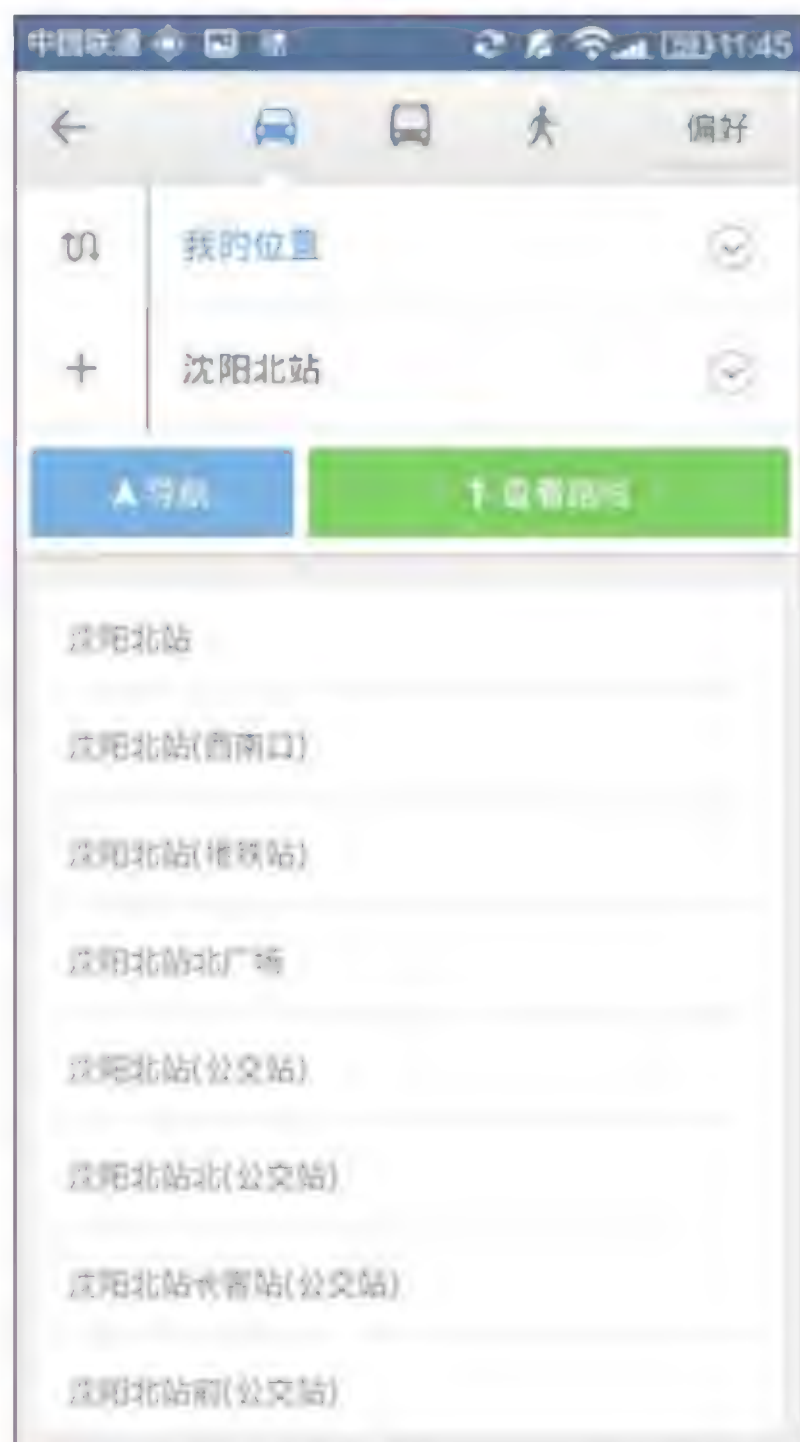 中国联通 11:45
偏好
我的位置
沈阳北站
导航 查看路线
沈阳北站
沈阳北站(西南口)
沈阳北站(地铁站)
沈阳北站北广场
沈阳北站(公交站)
沈阳北站北(公交站)
沈阳北站长客站(公交站)
沈阳北站前(公交站)